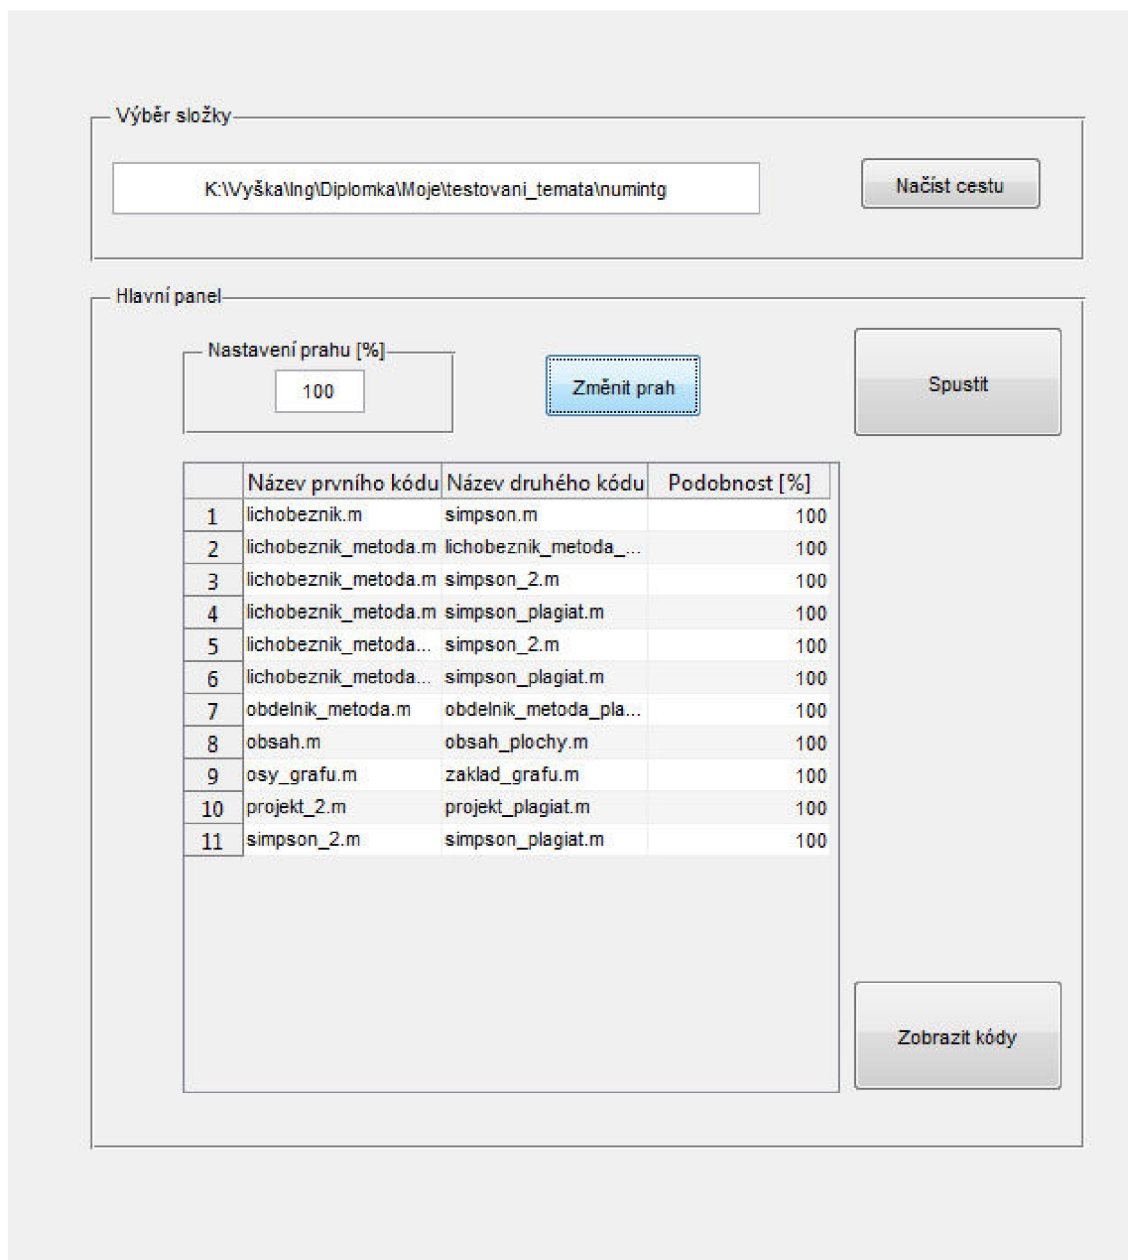 Výběr složky
K:\Vyška\Ing\Diplomka\Moje\testovani_temata\numintg
Načíst cestu
Hlavní panel
Nastavení prahu [%]
100
Změnit prah
Spustit
Název prvního kódu Název druhého kódu Podobnost [%]
1 lichobeznik.m simpson.m 100
2 lichobeznik_metoda.m lichobeznik_metoda_... 100
3 lichobeznik_metoda.m simpson_2.m 100
4 lichobeznik_metoda.m simpson_plagiat.m 100
5 lichobeznik_metoda... simpson_2.m 100
6 lichobeznik_metoda... simpson_plagiat.m 100
7 obdelnik_metoda.m obdelnik_metoda_pla... 100
8 obsah.m obsah_plochy.m 100
9 osy_grafu.m zaklad_grafu.m 100
10 projekt_2.m projekt_plagiat.m 100
11 simpson_2.m simpson_plagiat.m 100
Zobrazit kódy